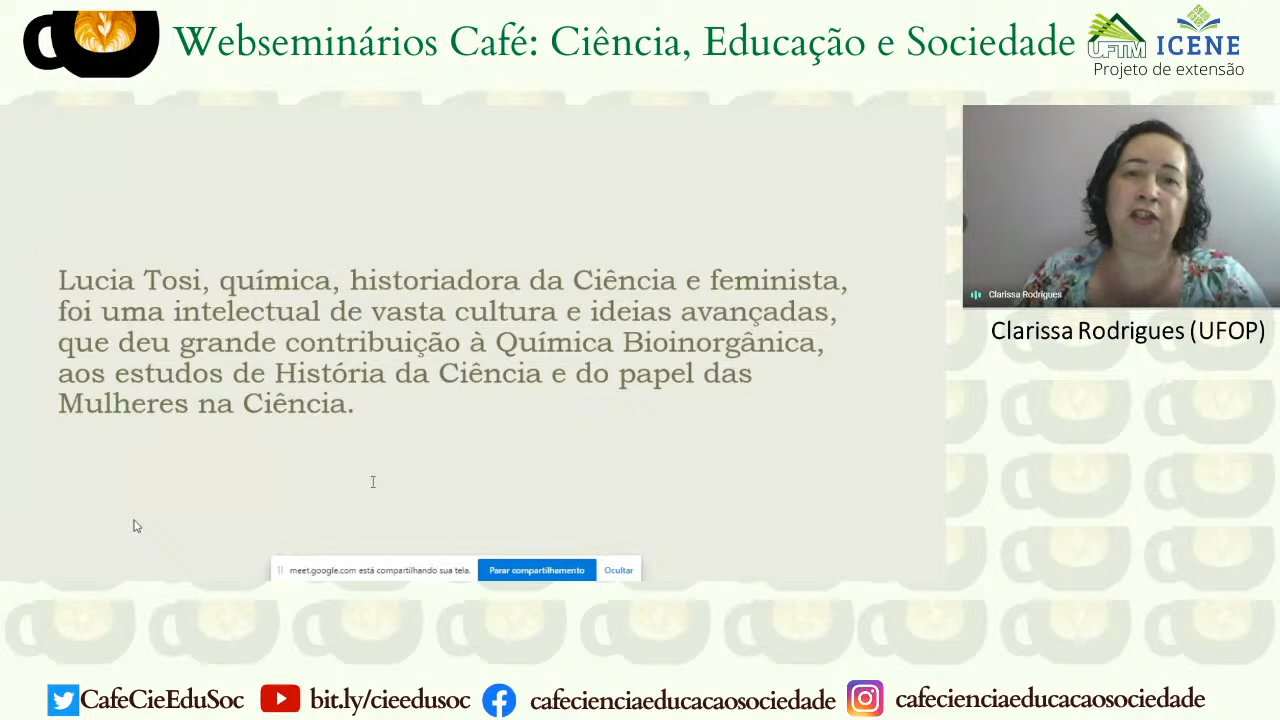 Webseminários Café: Ciência, Educação e Sociedade
UFTM
ICENE
Projeto de extensão
Lucia Tosi, química, historiadora da Ciência e feminista,
foi uma intelectual de vasta cultura e ideias avançadas,
que deu grande contribuição à Química Bioinorgânica,
aos estudos de História da Ciência e do papel das
Mulheres na Ciência.
Clarissa Rodrigues
Clarissa Rodrigues (UFOP)
meet.google.com está compartilhando sua tela.
Parar compartilhamento
Ocultar
CafeCieEduSoc
bit.ly/cieedusoc
cafecienciaeducacaosociedade
cafecienciaeducacaosociedade